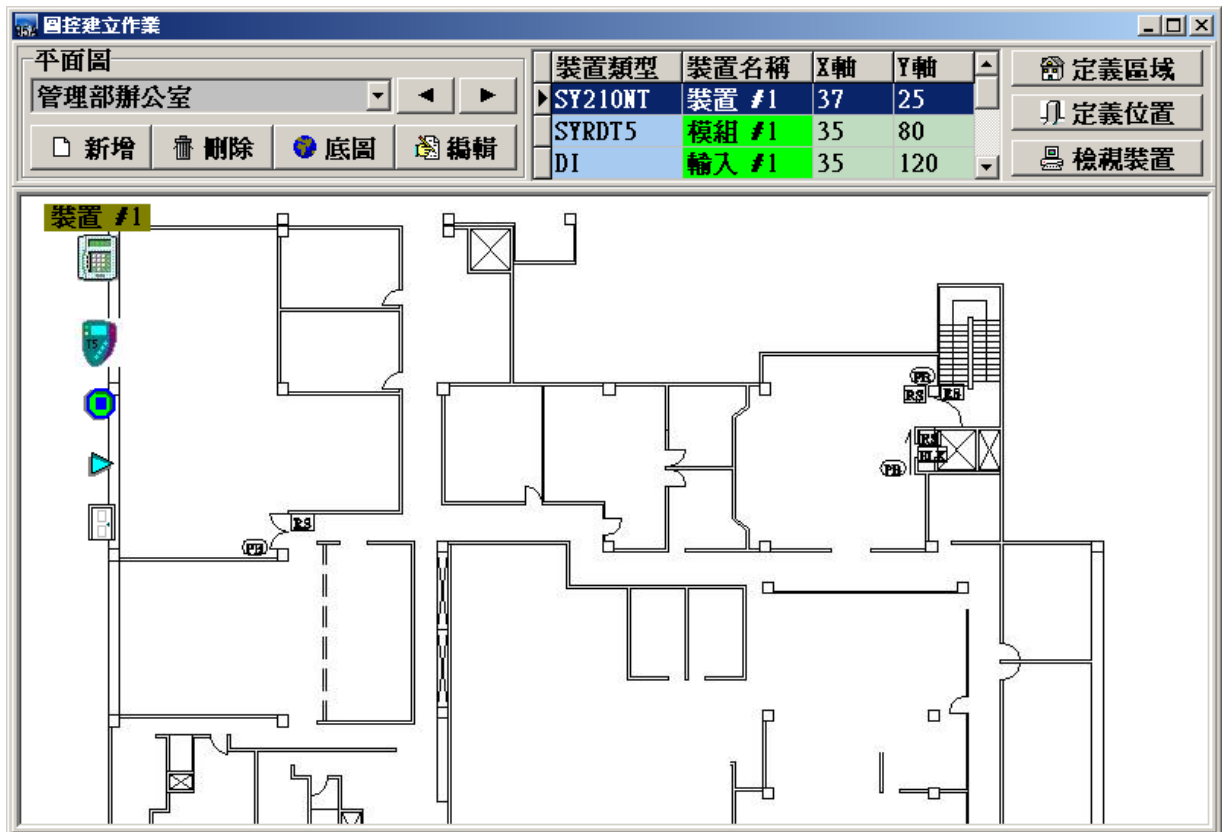 圖控建立作業
平面圖
管理部辦公室
新增 刪除 底圖 編輯
裝置類型 裝置名稱 X軸 Y軸
SY210NT 裝置 #1 37 25
SYRDT5 模組 #1 35 80
DI 輸入 #1 35 120
定義區域
定義位置
檢視裝置
裝置 #1
T5
PB
RS RS
RS
PB
RS
PB